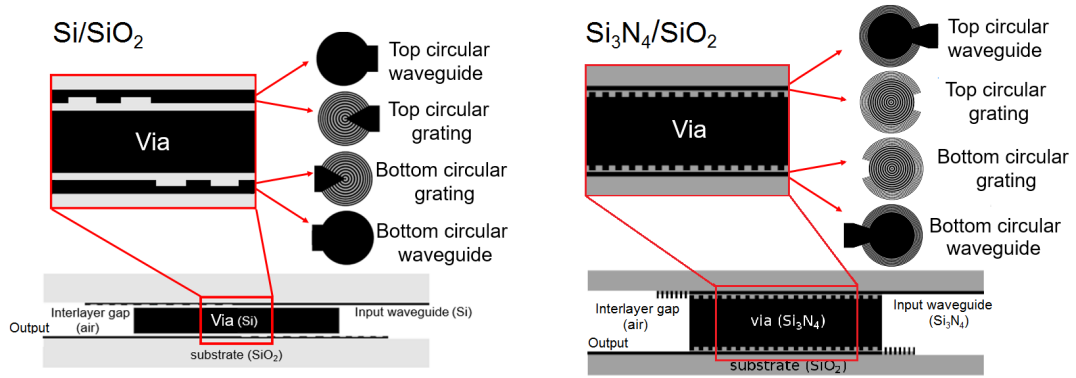 Si/SiO2
Via
Top circular
waveguide
Top circular
grating
Bottom circular
grating
Bottom circular
waveguide
Interlayer gap
(air)
Via (Si)
Input waveguide (Si)
Output
substrate (SiO2)
Si3N4/SiO2
Via
Top circular
waveguide
Top circular
grating
Bottom circular
grating
Bottom circular
waveguide
Interlayer gap
(air)
via (Si3N4)
Input waveguide
(Si3N4)
Output
substrate (SiO2)